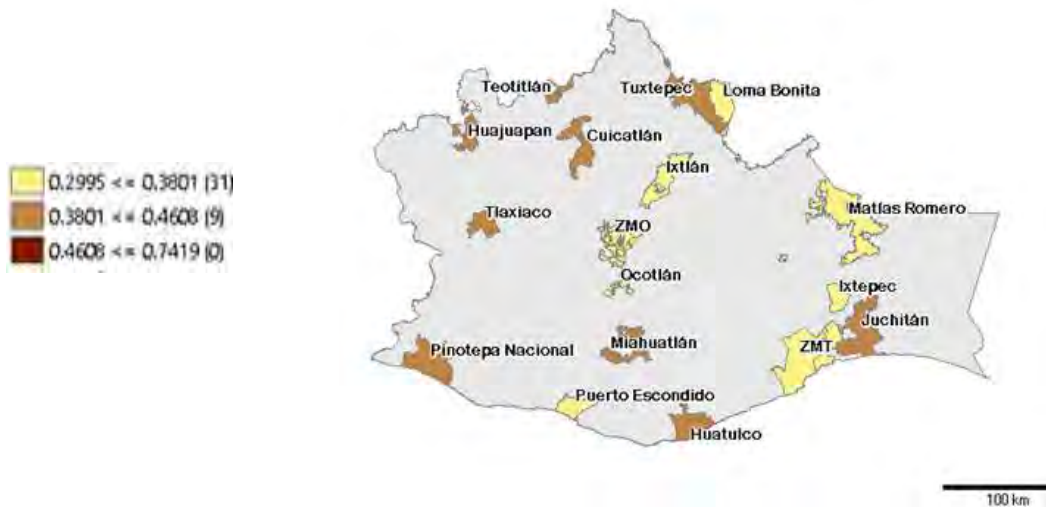 Teotitlán
Tuxtepec
Loma Bonita
Huajuapan
Cuicatlán
Ixtlán
0.2995 <= 0.3801 (31)
0.3801 <= 0.4608 (9)
0.4608 <= 0.7419 (0)
Tlaxiaco
ZMO
Matías Romero
Ocotlán
Ixtepec
Juchitán
Pinotepa Nacional
Miahuatlán
ZMT
Puerto Escondido
Huatulco
100 km